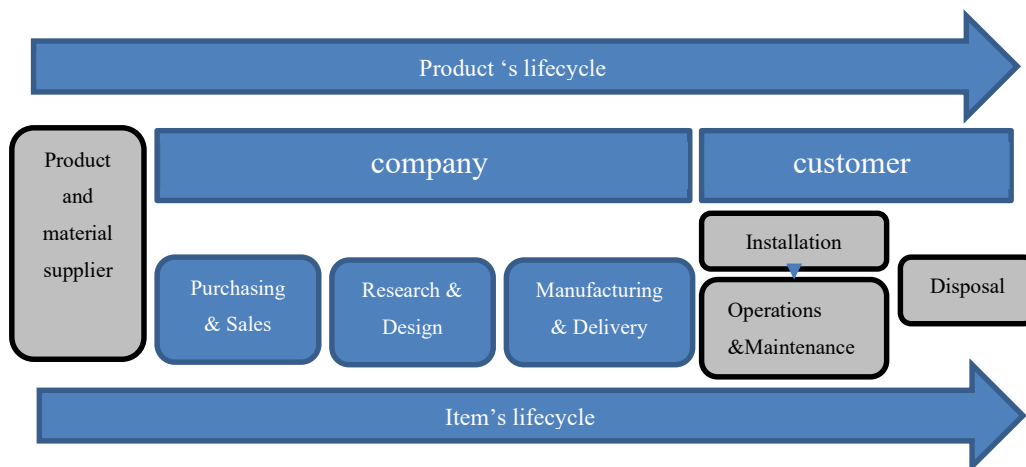 Product ‘s lifecycle
Product
and
material
supplier
company
customer
Purchasing
& Sales
Research &
Design
Manufacturing
& Delivery
Installation
Operations
&Maintenance
Disposal
Item’s lifecycle